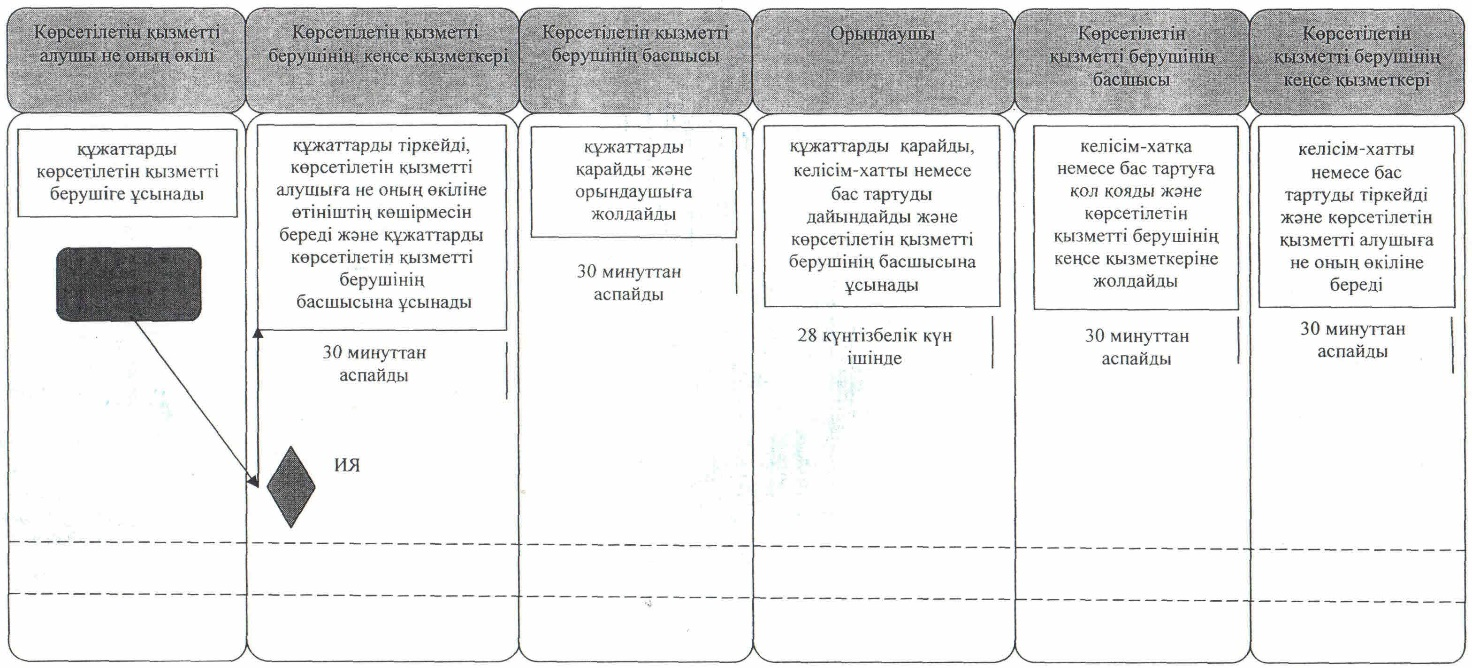 Көрсетілетін қызметті
алушы не оның өкілі
Көрсетілетін қызметті
берушінің кеңсе қызметкері
Көрсетілетін қызметті
берушінің басшысы
Орындаушы
Көрсетілетін
қызметті берушінің
басшысы
Көрсетілетін
қызметті берушінің
кеңсе қызметкері
құжаттарды
көрсетілетін қызметті
берушіге ұсынады
құжаттарды тіркейді,
көрсетілетін қызметті
алушыға не оның өкіліне
өтініштің көшірмесін
береді және құжаттарды
көрсетілетін қызметті
берушінің
басшысына ұсынады
30 минуттан
аспайды
ИЯ
құжаттарды
қарайды және
орындаушыға
жолдайды
30 минуттан
аспайды
құжаттарды қарайды,
келісім-хатты немесе
бас тартуды
дайындайды және
көрсетілетін қызметті
берушінің басшысына
ұсынады
28 күнтізбелік күн
ішінде
келісім-хатқа
немесе бас тартуға
қол қояды және
көрсетілетін
қызметті берушінің
кеңсе қызметкеріне
жолдайды
30 минуттан
аспайды
келісім-хатты
немесе бас
тартуды тіркейді
және көрсетілетін
қызметті алушыға
не оның өкіліне
береді
30 минуттан
аспайды